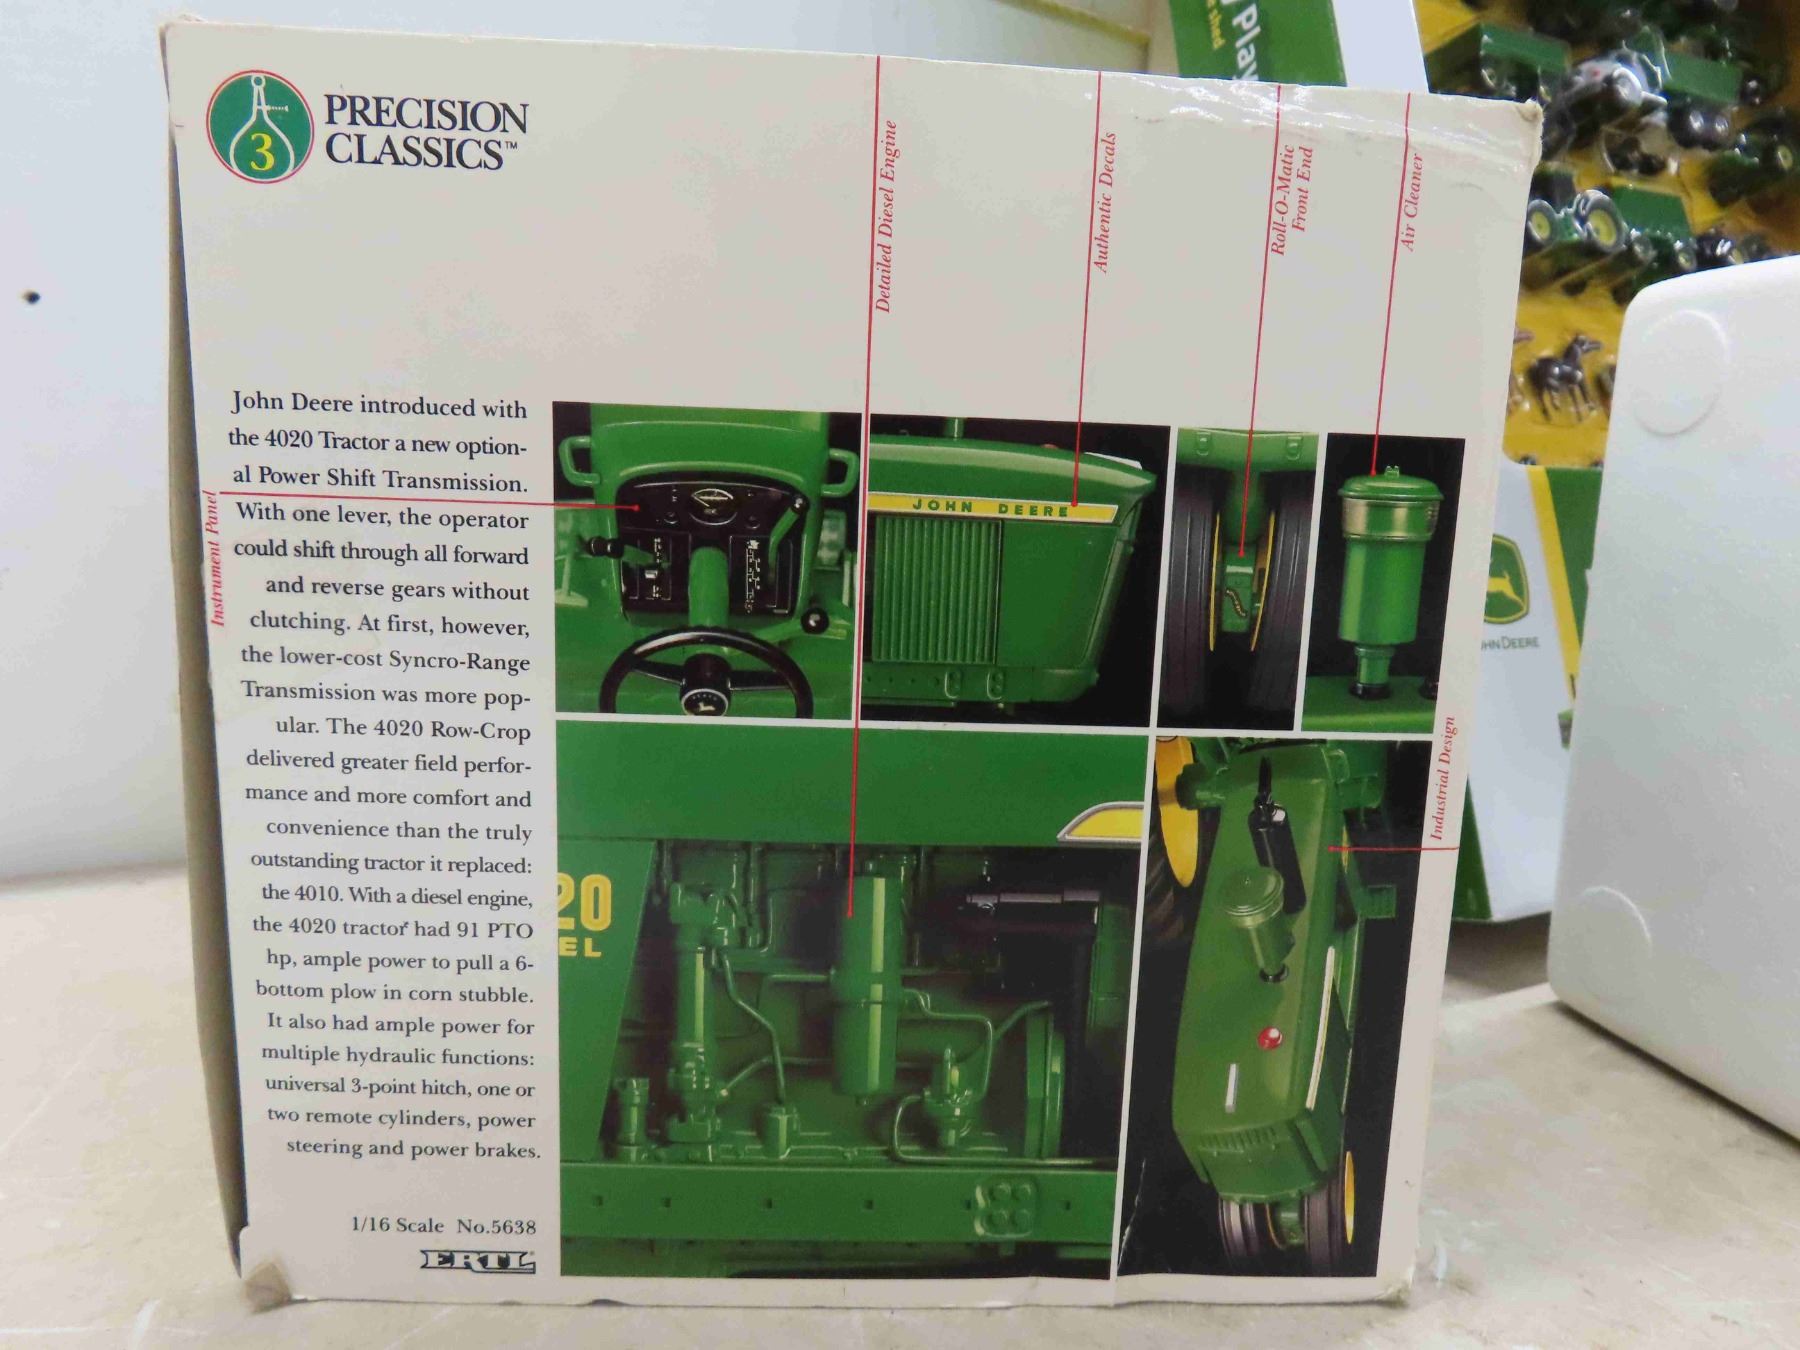 3
PRECISION
CLASSICS™
Detailed Diesel Engine
Authentic Decals
Roll-O-Matic
Front End
Air Cleaner
Instrument Panel
John Deere introduced with
the 4020 Tractor a new option-
al Power Shift Transmission.
With one lever, the operator
could shift through all forward
and reverse gears without
clutching. At first, however,
the lower-cost Syncro-Range
Transmission was more pop-
ular. The 4020 Row-Crop
delivered greater field perfor-
mance and more comfort and
convenience than the truly
outstanding tractor it replaced:
the 4010. With a diesel engine,
the 4020 tractor had 91 PTO
hp, ample power to pull a 6-
bottom plow in corn stubble.
It also had ample power for
multiple hydraulic functions:
universal 3-point hitch, one or
two remote cylinders, power
steering and power brakes.
1/16 Scale No.5638
ERTL
JOHN DEERE
Industrial Design
20
EL
Play
shed
HN DEERE